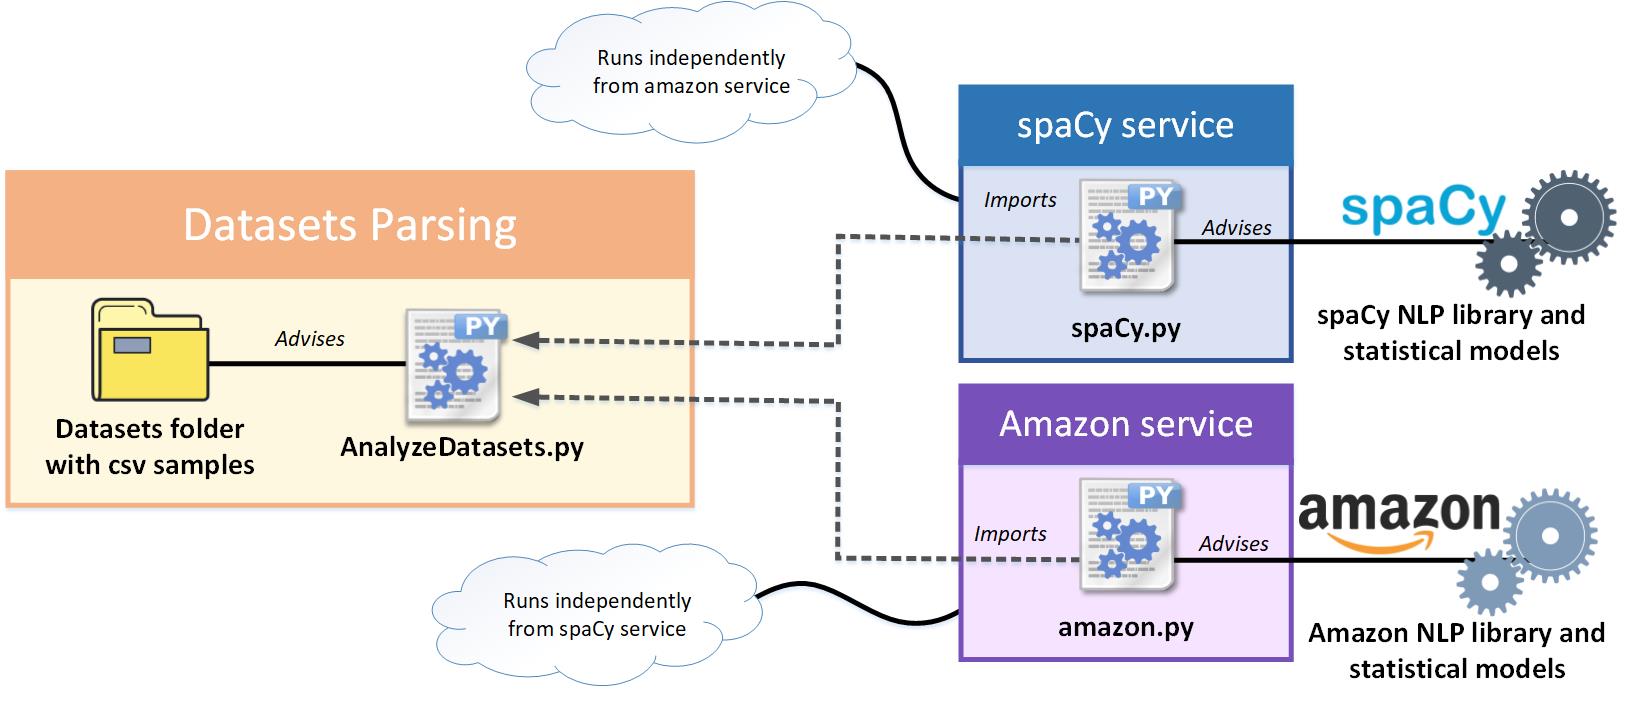 Runs independently
from amazon service
spaCy service
Imports
PY
Advises
spaCy
spaCy.py
spaCy NLP library and
statistical models
Datasets Parsing
Advises
PY
Datasets folder
with csv samples
AnalyzeDatasets.py
Amazon service
Imports
PY
Advises
amazon
amazon.py
Amazon NLP library and
statistical models
Runs independently
from spaCy service